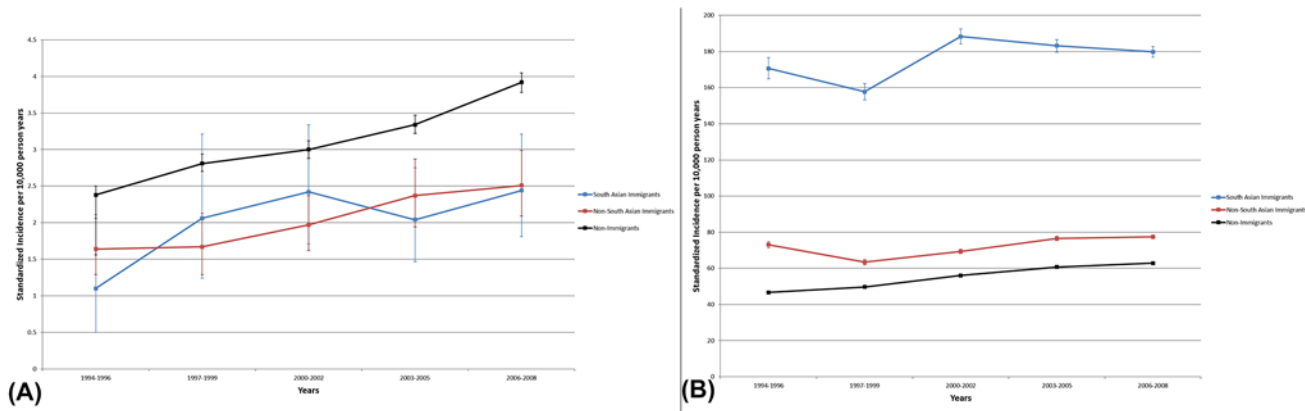 4.5
4
3.5
3
2.5
2
1.5
1
0.5
0
Standardized Incidence per 10,000 person years
1994-1996
1997-1999
2000-2002
2003-2005
2006-2008
Years
South Asian Immigrants
Non-South Asian Immigrants
Non-Immigrants
(A)
200
180
160
140
120
100
80
60
40
20
0
Standardized Incidence per 10,000 person years
1994-1996
1997-1999
2000-2002
2003-2005
2006-2008
Years
South Asian Immigrants
Non-South Asian Immigrants
Non-Immigrants
(B)